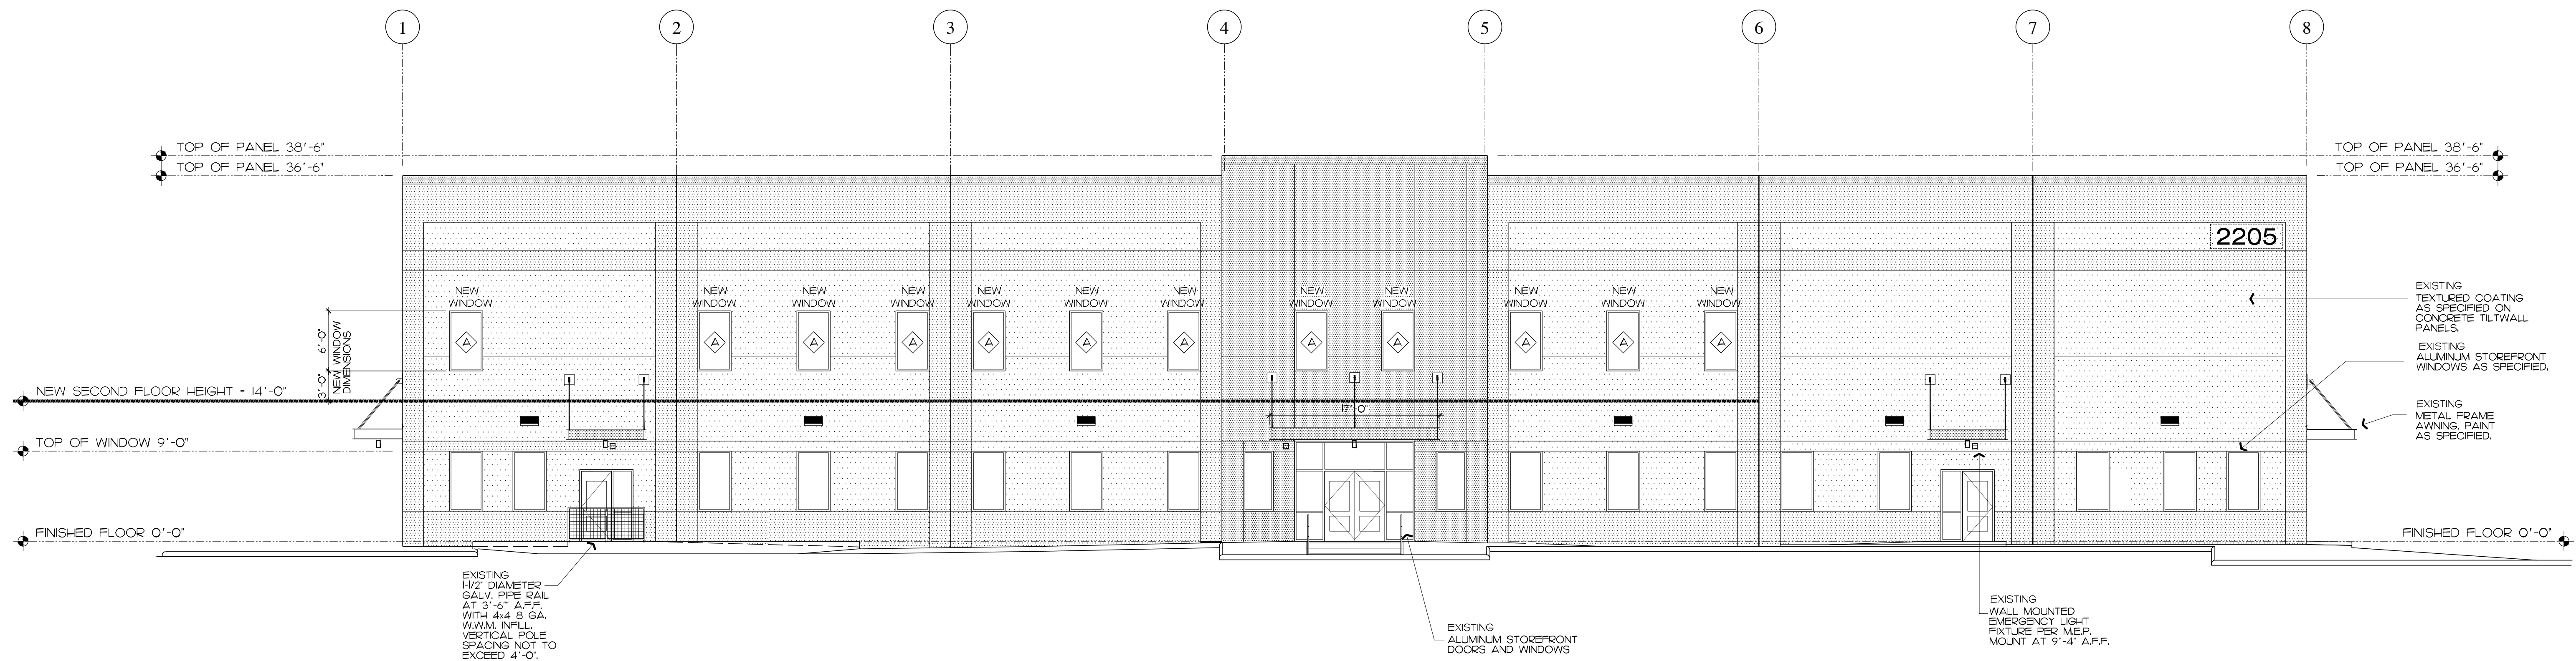 1 2 3 4 5 6 7 8
TOP OF PANEL 38'-6"
TOP OF PANEL 36'-6"
TOP OF PANEL 38'-6"
TOP OF PANEL 36'-6"
2205
NEW
WINDOW
NEW
WINDOW
NEW
WINDOW
NEW
WINDOW
NEW
WINDOW
NEW
WINDOW
NEW
WINDOW
NEW
WINDOW
NEW
WINDOW
NEW
WINDOW
NEW
WINDOW
NEW
WINDOW
A A A A A A A A A A A A
6'-0"
3'-0"
NEW WINDOW
DIMENSIONS
NEW SECOND FLOOR HEIGHT = 14'-0"
17'-0"
TOP OF WINDOW 9'-0"
FINISHED FLOOR 0'-0"
FINISHED FLOOR 0'-0"
EXISTING
TEXTURED COATING
AS SPECIFIED ON
CONCRETE TILTWALL
PANELS.
EXISTING
ALUMINUM STOREFRONT
WINDOWS AS SPECIFIED.
EXISTING
METAL FRAME
AWNING. PAINT
AS SPECIFIED.
EXISTING
1-1/2" DIAMETER
GALV. PIPE RAIL
AT 3'-6"" A.F.F.
WITH 4x4 8 GA.
W.W.M. INFILL.
VERTICAL POLE
SPACING NOT TO
EXCEED 4'-0".
EXISTING
ALUMINUM STOREFRONT
DOORS AND WINDOWS
EXISTING
WALL MOUNTED
EMERGENCY LIGHT
FIXTURE PER M.E.P.
MOUNT AT 9'-4" A.F.F.